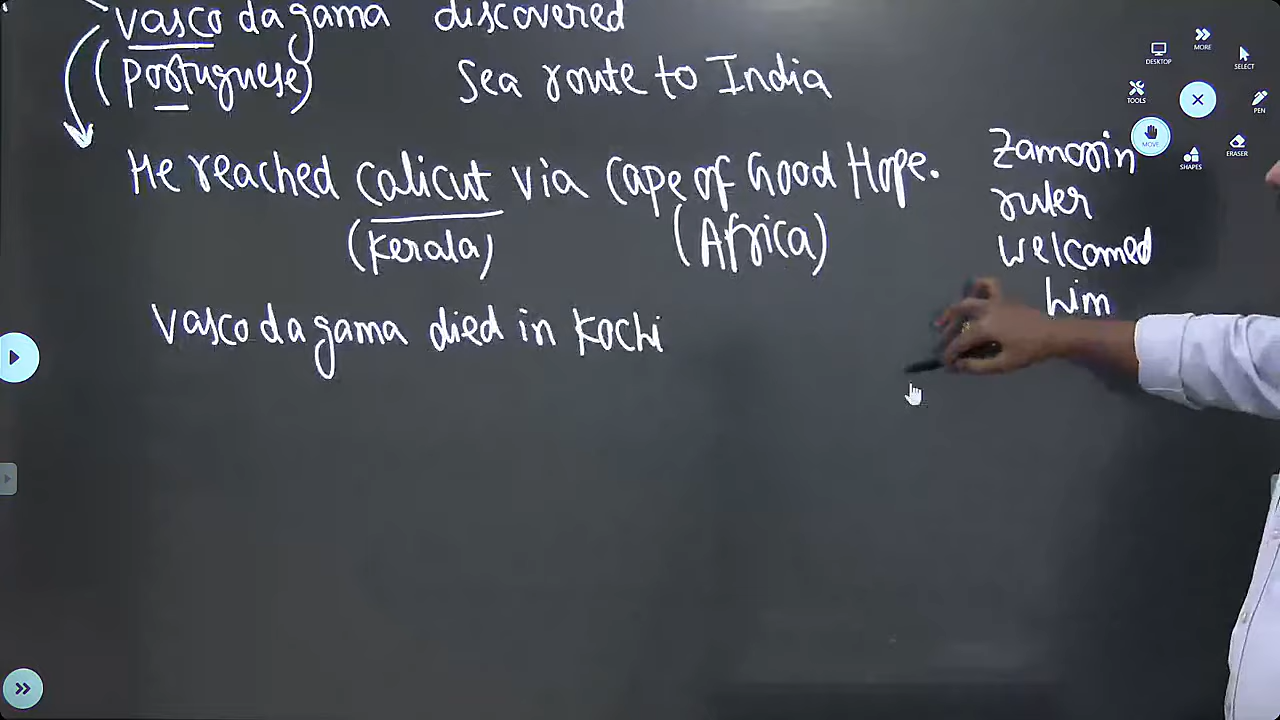 vasco da gama discovered
(portuguese) Sea route to India
He reached calicut via Cape of Good Hope.
(Kerala) (Africa)
Vasco da gama died in Kochi
Zamorin
ruler
welcomed
him
DESKTOP
MORE
SELECT
TOOLS
PEN
MOVE
ERASER
SHAPES